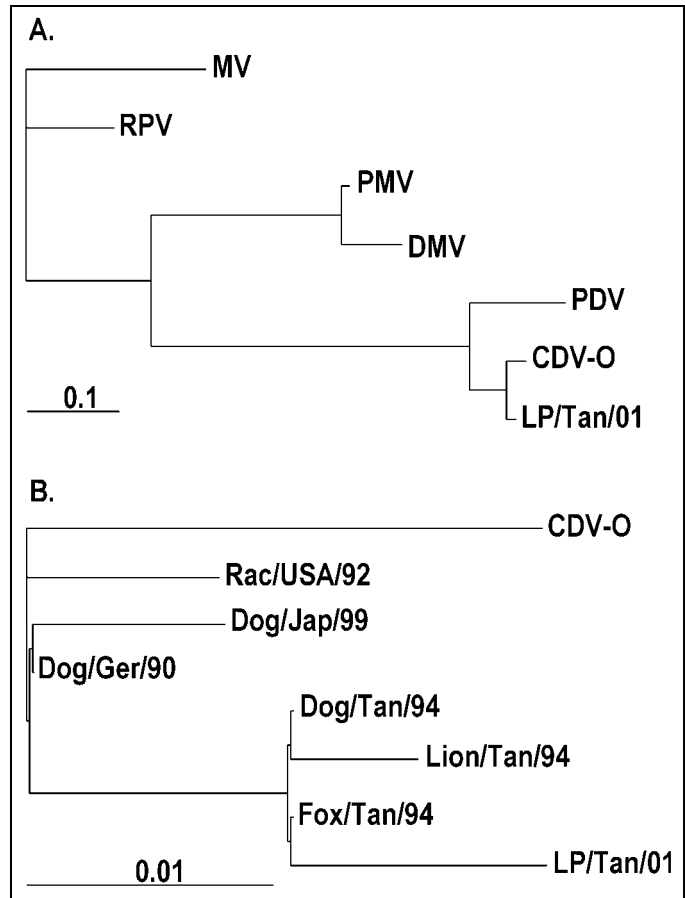 A.
MV
RPV
PMV
DMV
PDV
CDV-O
LP/Tan/01
0.1
B.
CDV-O
Rac/USA/92
Dog/Jap/99
Dog/Ger/90
Dog/Tan/94
Lion/Tan/94
Fox/Tan/94
LP/Tan/01
0.01